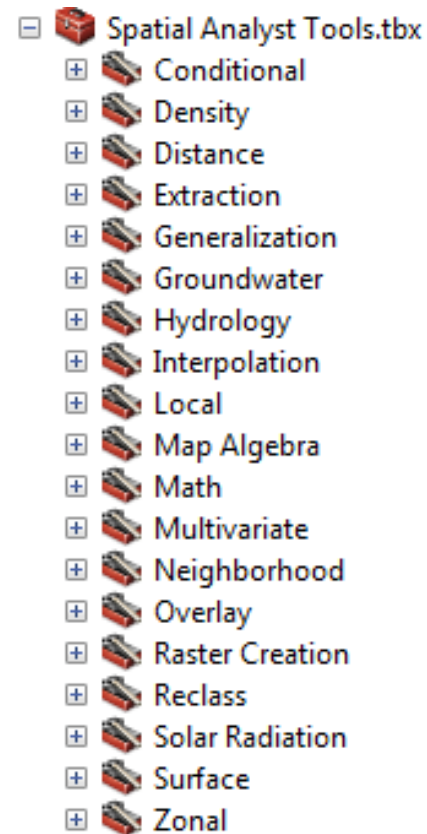 Spatial Analyst Tools.tbx
Conditional
Density
Distance
Extraction
Generalization
Groundwater
Hydrology
Interpolation
Local
Map Algebra
Math
Multivariate
Neighborhood
Overlay
Raster Creation
Reclass
Solar Radiation
Surface
Zonal